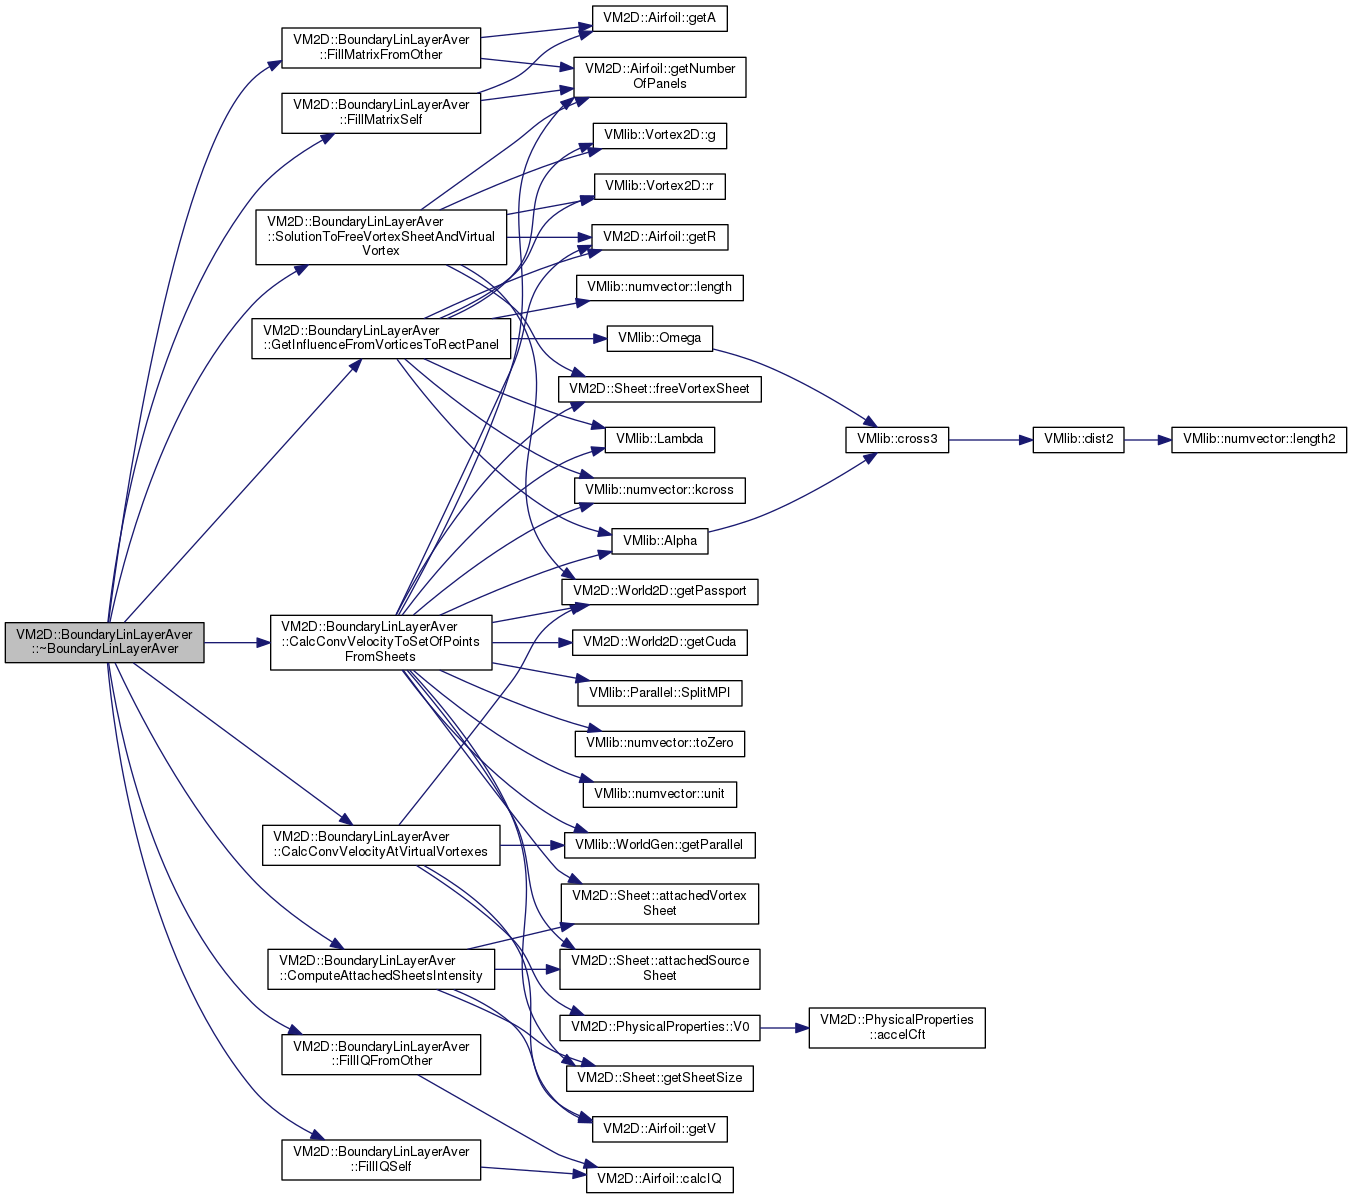 VM2D::BoundaryLinLayerAver
::~BoundaryLinLayerAver
VM2D::BoundaryLinLayerAver
::FillMatrixFromOther
VM2D::BoundaryLinLayerAver
::FillMatrixSelf
VM2D::BoundaryLinLayerAver
::SolutionToFreeVortexSheetAndVirtual
Vortex
VM2D::BoundaryLinLayerAver
::GetInfluenceFromVorticesToRectPanel
VM2D::BoundaryLinLayerAver
::CalcConvVelocityToSetOfPoints
FromSheets
VM2D::BoundaryLinLayerAver
::CalcConvVelocityAtVirtualVortexes
VM2D::BoundaryLinLayerAver
::ComputeAttachedSheetsIntensity
VM2D::BoundaryLinLayerAver
::FillIQFromOther
VM2D::BoundaryLinLayerAver
::FillIQSelf
VM2D::Airfoil::getA
VM2D::Airfoil::getNumber
OfPanels
VMlib::Vortex2D::g
VMlib::Vortex2D::r
VM2D::Airfoil::getR
VMlib::numvector::length
VMlib::Omega
VM2D::Sheet::freeVortexSheet
VMlib::Lambda
VMlib::numvector::kcross
VMlib::Alpha
VM2D::World2D::getPassport
VM2D::World2D::getCuda
VMlib::Parallel::SplitMPI
VMlib::numvector::toZero
VMlib::numvector::unit
VMlib::WorldGen::getParallel
VM2D::Sheet::attachedVortex
Sheet
VM2D::Sheet::attachedSource
Sheet
VM2D::PhysicalProperties::V0
VM2D::Sheet::getSheetSize
VM2D::Airfoil::getV
VM2D::Airfoil::calcIQ
VMlib::cross3
VMlib::dist2
VMlib::numvector::length2
VM2D::PhysicalProperties
::accelCft